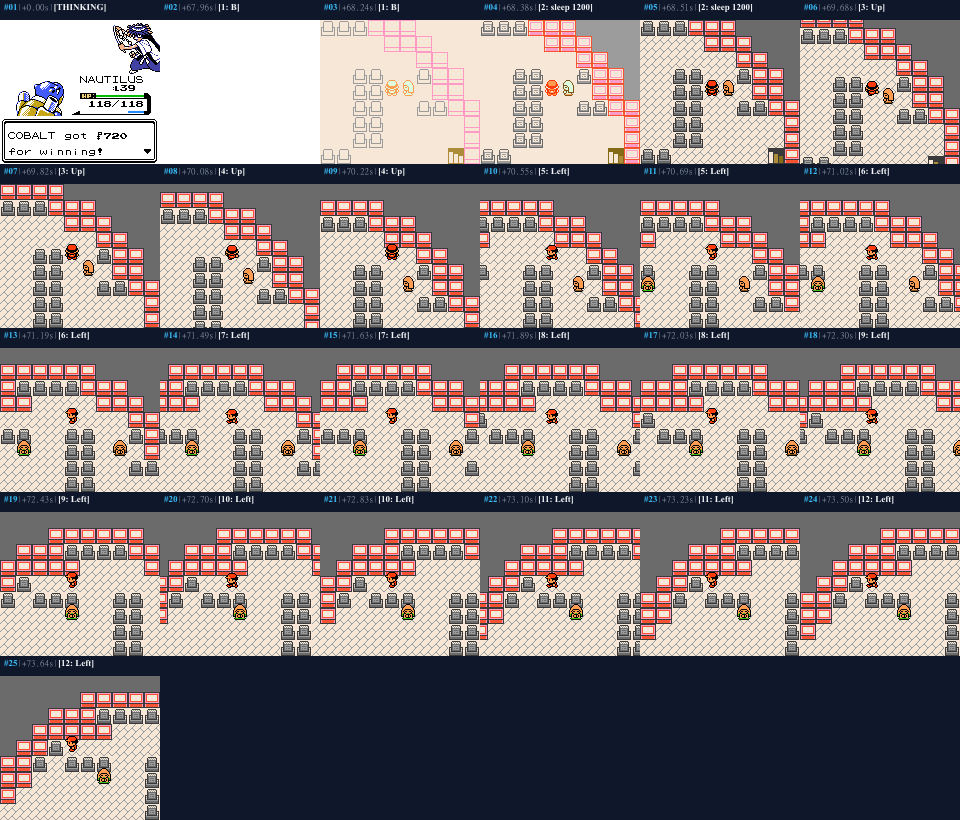 #01|+0.00s|[THINKING]
#02|+67.96s|[1: B]
#03|+68.24s|[1: B]
#04|+68.38s|[2: sleep 1200]
#05|+68.51s|[2: sleep 1200]
#06|+69.68s|[3: Up]
NAUTILUS
:L39
HP:
118/118
COBALT got ₽720
for winning!
#07|+69.82s|[3: Up]
#08|+70.08s|[4: Up]
#09|+70.22s|[4: Up]
#10|+70.55s|[5: Left]
#11|+70.69s|[5: Left]
#12|+71.02s|[6: Left]
#13|+71.19s|[6: Left]
#14|+71.49s|[7: Left]
#15|+71.63s|[7: Left]
#16|+71.89s|[8: Left]
#17|+72.03s|[8: Left]
#18|+72.30s|[9: Left]
#19|+72.43s|[9: Left]
#20|+72.70s|[10: Left]
#21|+72.83s|[10: Left]
#22|+73.10s|[11: Left]
#23|+73.23s|[11: Left]
#24|+73.50s|[12: Left]
#25|+73.64s|[12: Left]